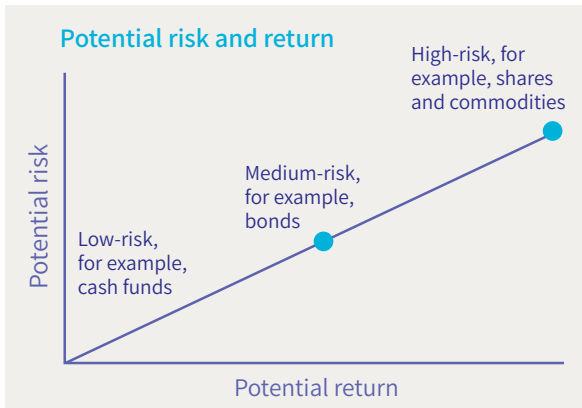 Potential risk and return
High-risk, for
example, shares
and commodities
Medium-risk,
for example,
bonds
Low-risk,
for example,
cash funds
Potential risk
Potential return